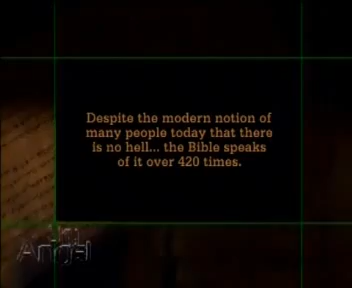 Despite the modern notion of
many people today that there
is no hell... the Bible speaks
of it over 420 times.